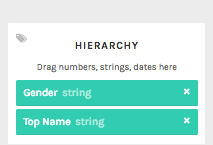 HIERARCHY
Drag numbers, strings, dates here
Gender string ×
Top Name string ×